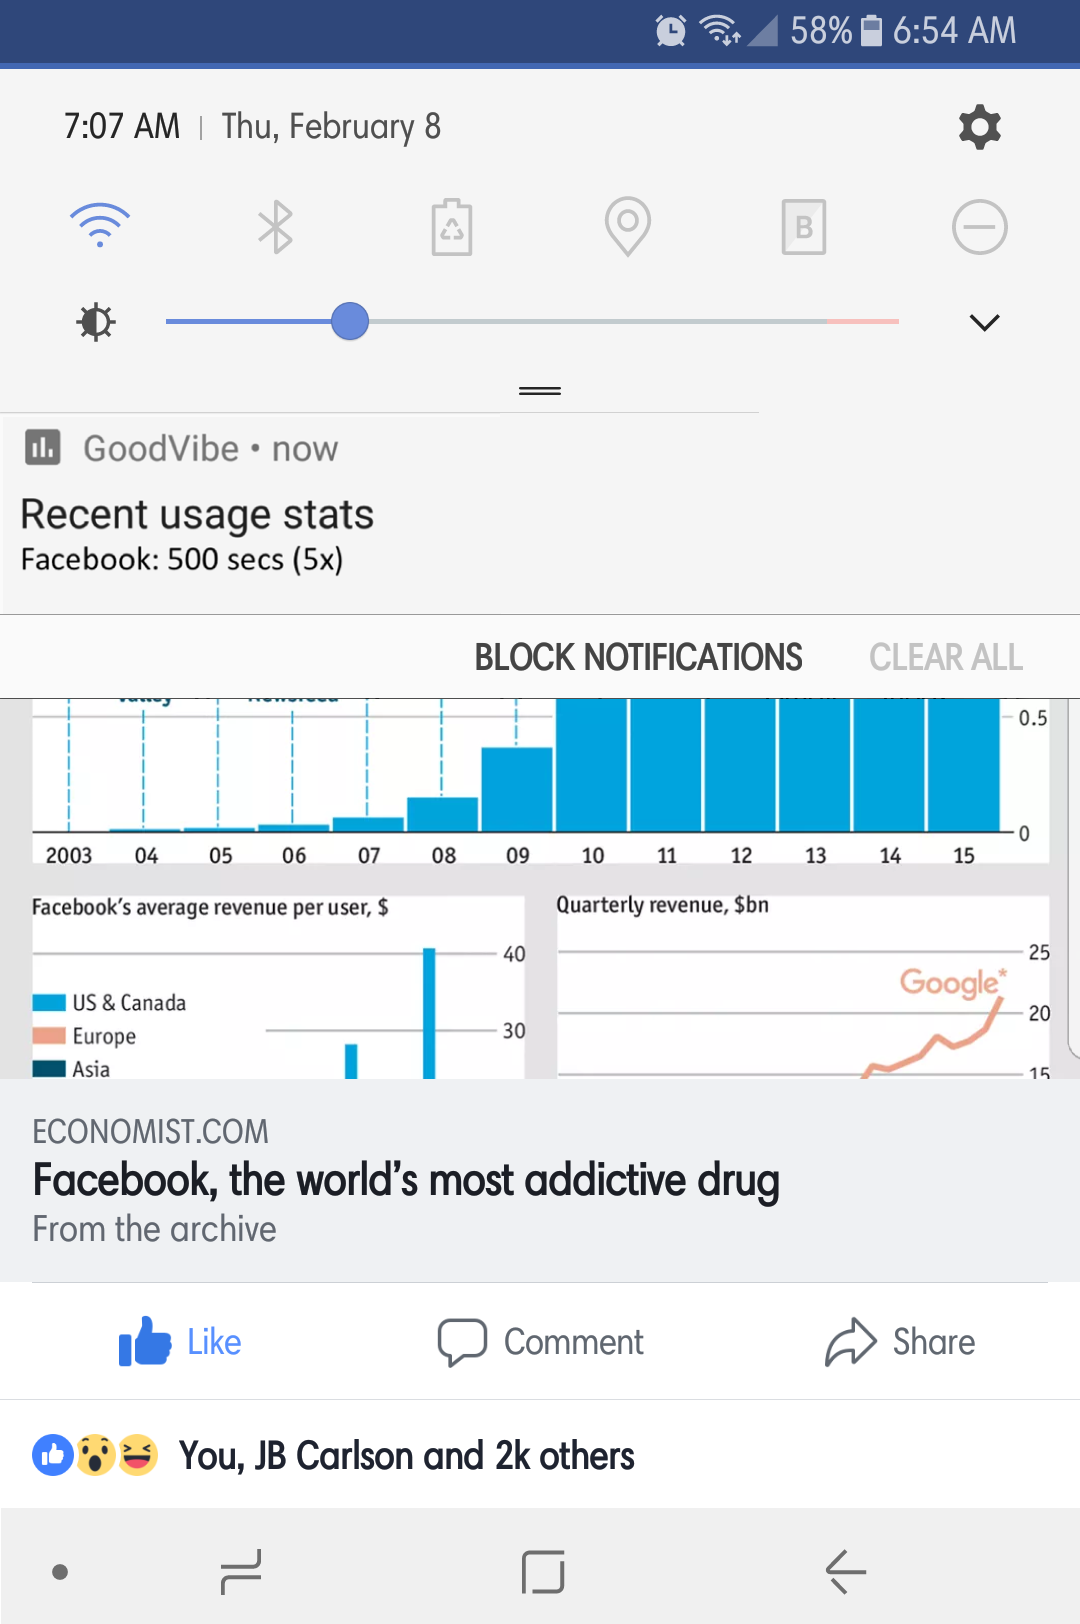 58% 6:54 AM
7:07 AM | Thu, February 8
B
GoodVibe • now
Recent usage stats
Facebook: 500 secs (5x)
BLOCK NOTIFICATIONS CLEAR ALL
0.5
0
2003 04 05 06 07 08 09 10 11 12 13 14 15
Facebook's average revenue per user, $
40
US & Canada
30
Europe
Asia
Quarterly revenue, $bn
25
Google*
20
15
ECONOMIST.COM
Facebook, the world's most addictive drug
From the archive
Like Comment Share
You, JB Carlson and 2k others